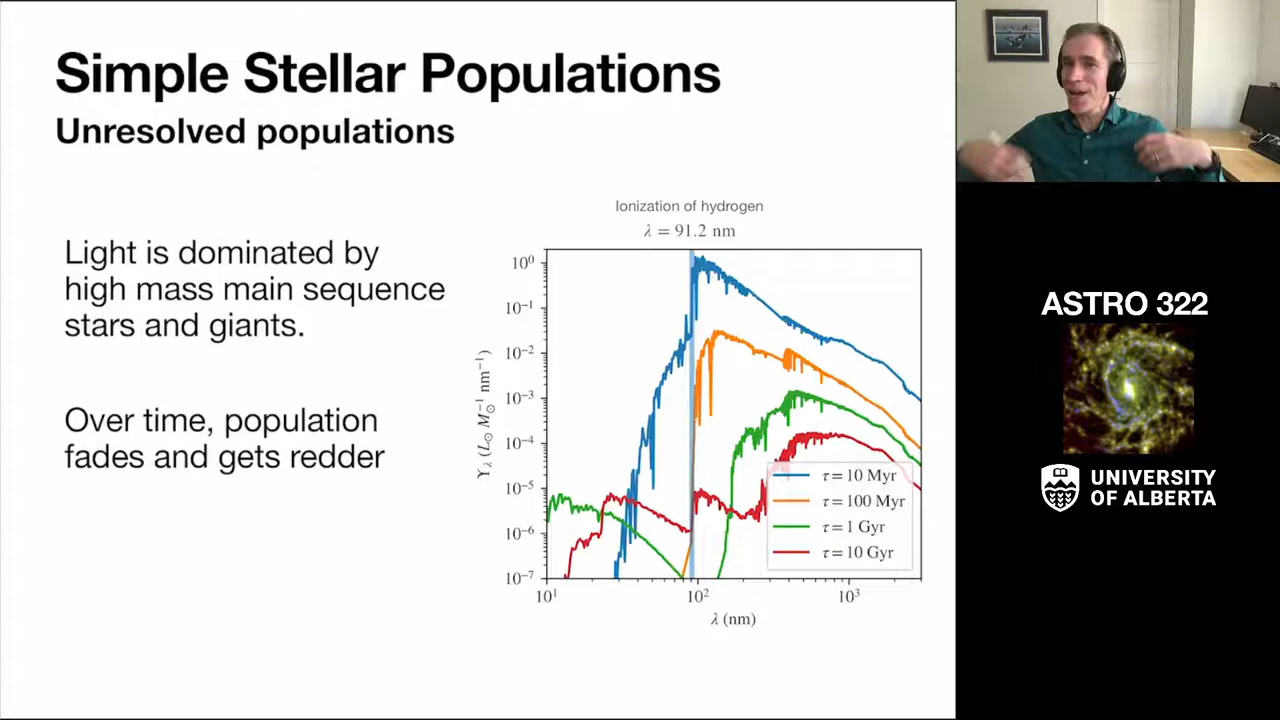 Simple Stellar Populations
Unresolved populations
Light is dominated by
high mass main sequence
stars and giants.
Over time, population
fades and gets redder
Ionization of hydrogen
λ = 91.2 nm
10⁰
10⁻¹
10⁻²
10⁻³
10⁻⁴
10⁻⁵
10⁻⁶
10⁻⁷
ϒλ (L⊙ M⊙⁻¹ nm⁻¹)
τ = 10 Myr
τ = 100 Myr
τ = 1 Gyr
τ = 10 Gyr
10¹ 10² 10³
λ (nm)
ASTRO 322
UNIVERSITY
OF ALBERTA